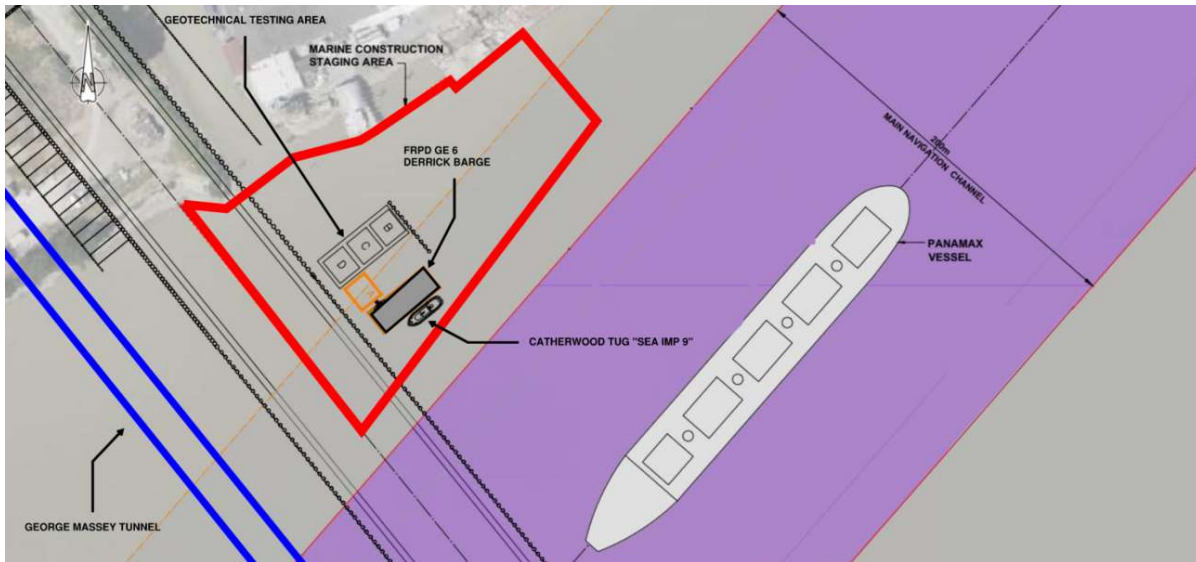 GEOTECHNICAL TESTING AREA
MARINE CONSTRUCTION
STAGING AREA
N
FRPD GE 6
DERRICK BARGE
200m
MAIN NAVIGATION CHANNEL
B
C
D
A
PANAMAX
VESSEL
CATHERWOOD TUG "SEA IMP 9"
GEORGE MASSEY TUNNEL